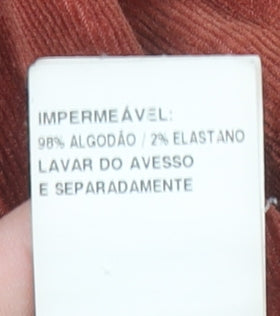 IMPERMEÁVEL:
98% ALGODÃO / 2% ELASTANO
LAVAR DO AVESSO
E SEPARADAMENTE